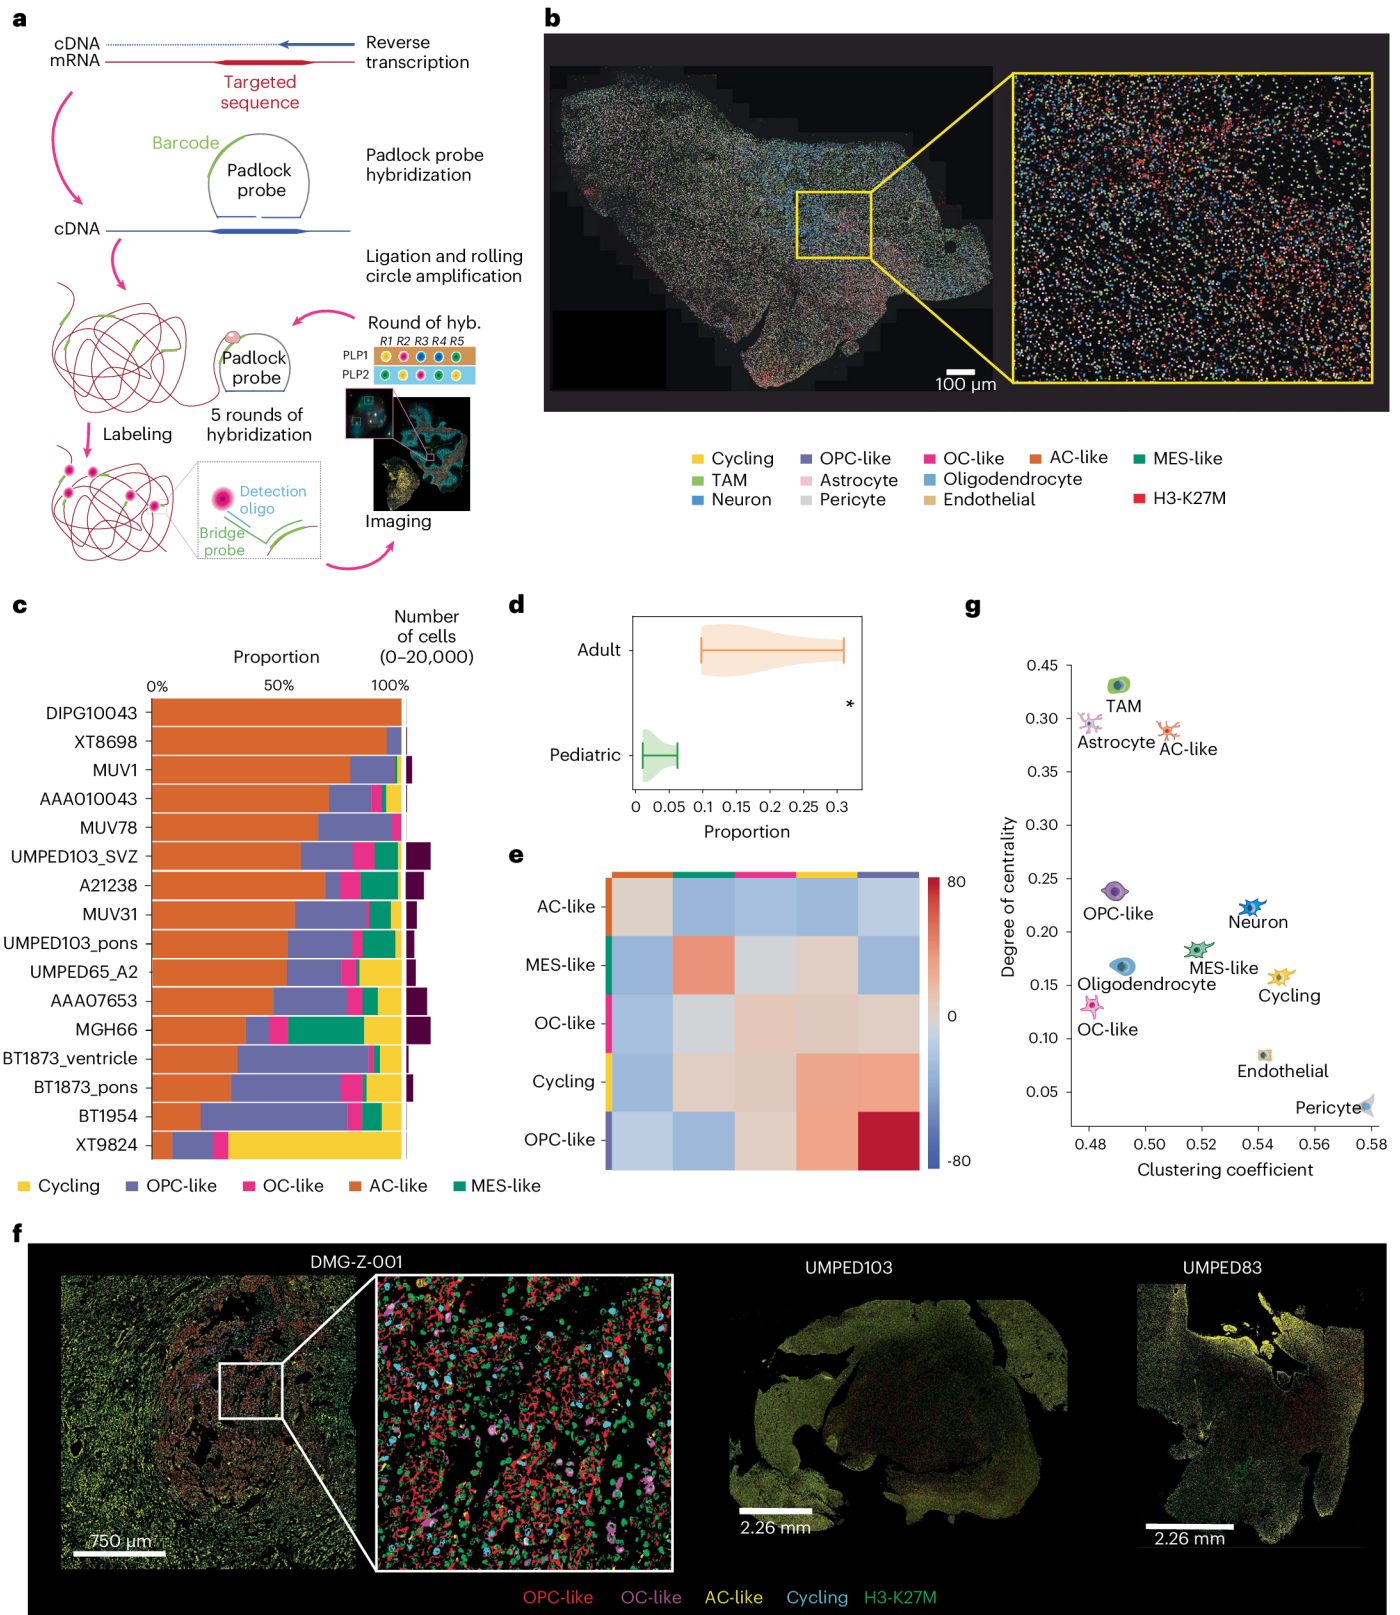 a
cDNA
mRNA
Reverse
transcription
Targeted
sequence
Barcode
Padlock
probe
Padlock probe
hybridization
cDNA
Ligation and rolling
circle amplification
Round of hyb.
R1 R2 R3 R4 R5
PLP1
PLP2
Padlock
probe
5 rounds of
hybridization
Labeling
Detection
oligo
Bridge
probe
Imaging
b
100 µm
Cycling
OPC-like
OC-like
AC-like
MES-like
TAM
Astrocyte
Oligodendrocyte
Neuron
Pericyte
Endothelial
H3-K27M
c
Proportion
Number
of cells
(0–20,000)
0%
50%
100%
DIPG10043
XT8698
MUV1
AAA010043
MUV78
UMPED103_SVZ
A21238
MUV31
UMPED103_pons
UMPED65_A2
AAA07653
MGH66
BT1873_ventricle
BT1873_pons
BT1954
XT9824
Cycling
OPC-like
OC-like
AC-like
MES-like
d
Adult
Pediatric
*
0
0.05
0.1
0.15
0.2
0.25
0.3
Proportion
e
AC-like
MES-like
OC-like
Cycling
OPC-like
80
0
-80
g
Degree of centrality
0.45
0.30
0.35
0.30
0.25
0.20
0.15
0.10
0.05
TAM
Astrocyte
AC-like
OPC-like
Neuron
MES-like
Oligodendrocyte
Cycling
OC-like
Endothelial
Pericyte
0.48
0.50
0.52
0.54
0.56
0.58
Clustering coefficient
f
DMG-Z-001
UMPED103
UMPED83
750 µm
2.26 mm
2.26 mm
OPC-like
OC-like
AC-like
Cycling
H3-K27M